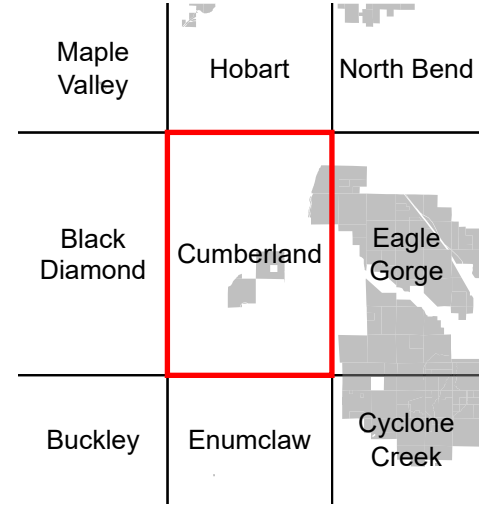 Maple
Valley
Hobart
North Bend
Black
Diamond
Cumberland
Eagle
Gorge
Buckley
Enumclaw
Cyclone
Creek